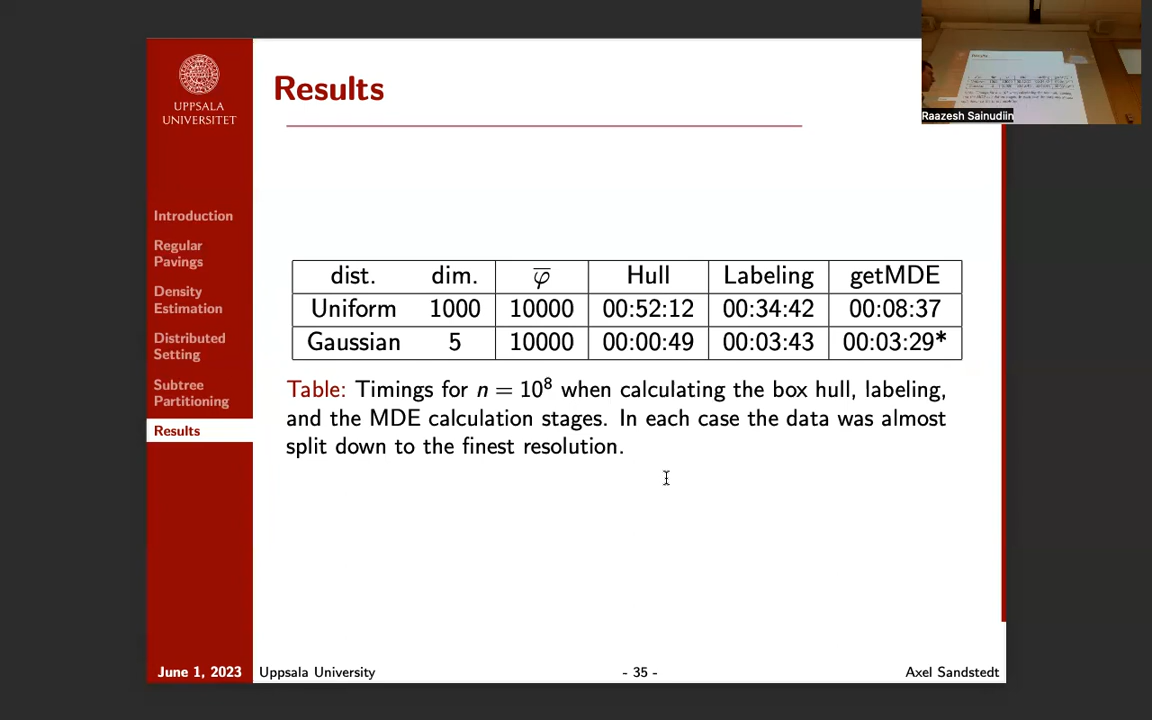 Results
UPPSALA
UNIVERSITET
Raazesh Sainudiin
Introduction
Regular
Pavings
Density
Estimation
Distributed
Setting
Subtree
Partitioning
Results
dist. dim. φ̅ Hull Labeling getMDE
Uniform 1000 10000 00:52:12 00:34:42 00:08:37
Gaussian 5 10000 00:00:49 00:03:43 00:03:29*
Table: Timings for n = 10⁸ when calculating the box hull, labeling,
and the MDE calculation stages. In each case the data was almost
split down to the finest resolution.
June 1, 2023 Uppsala University - 35 - Axel Sandstedt